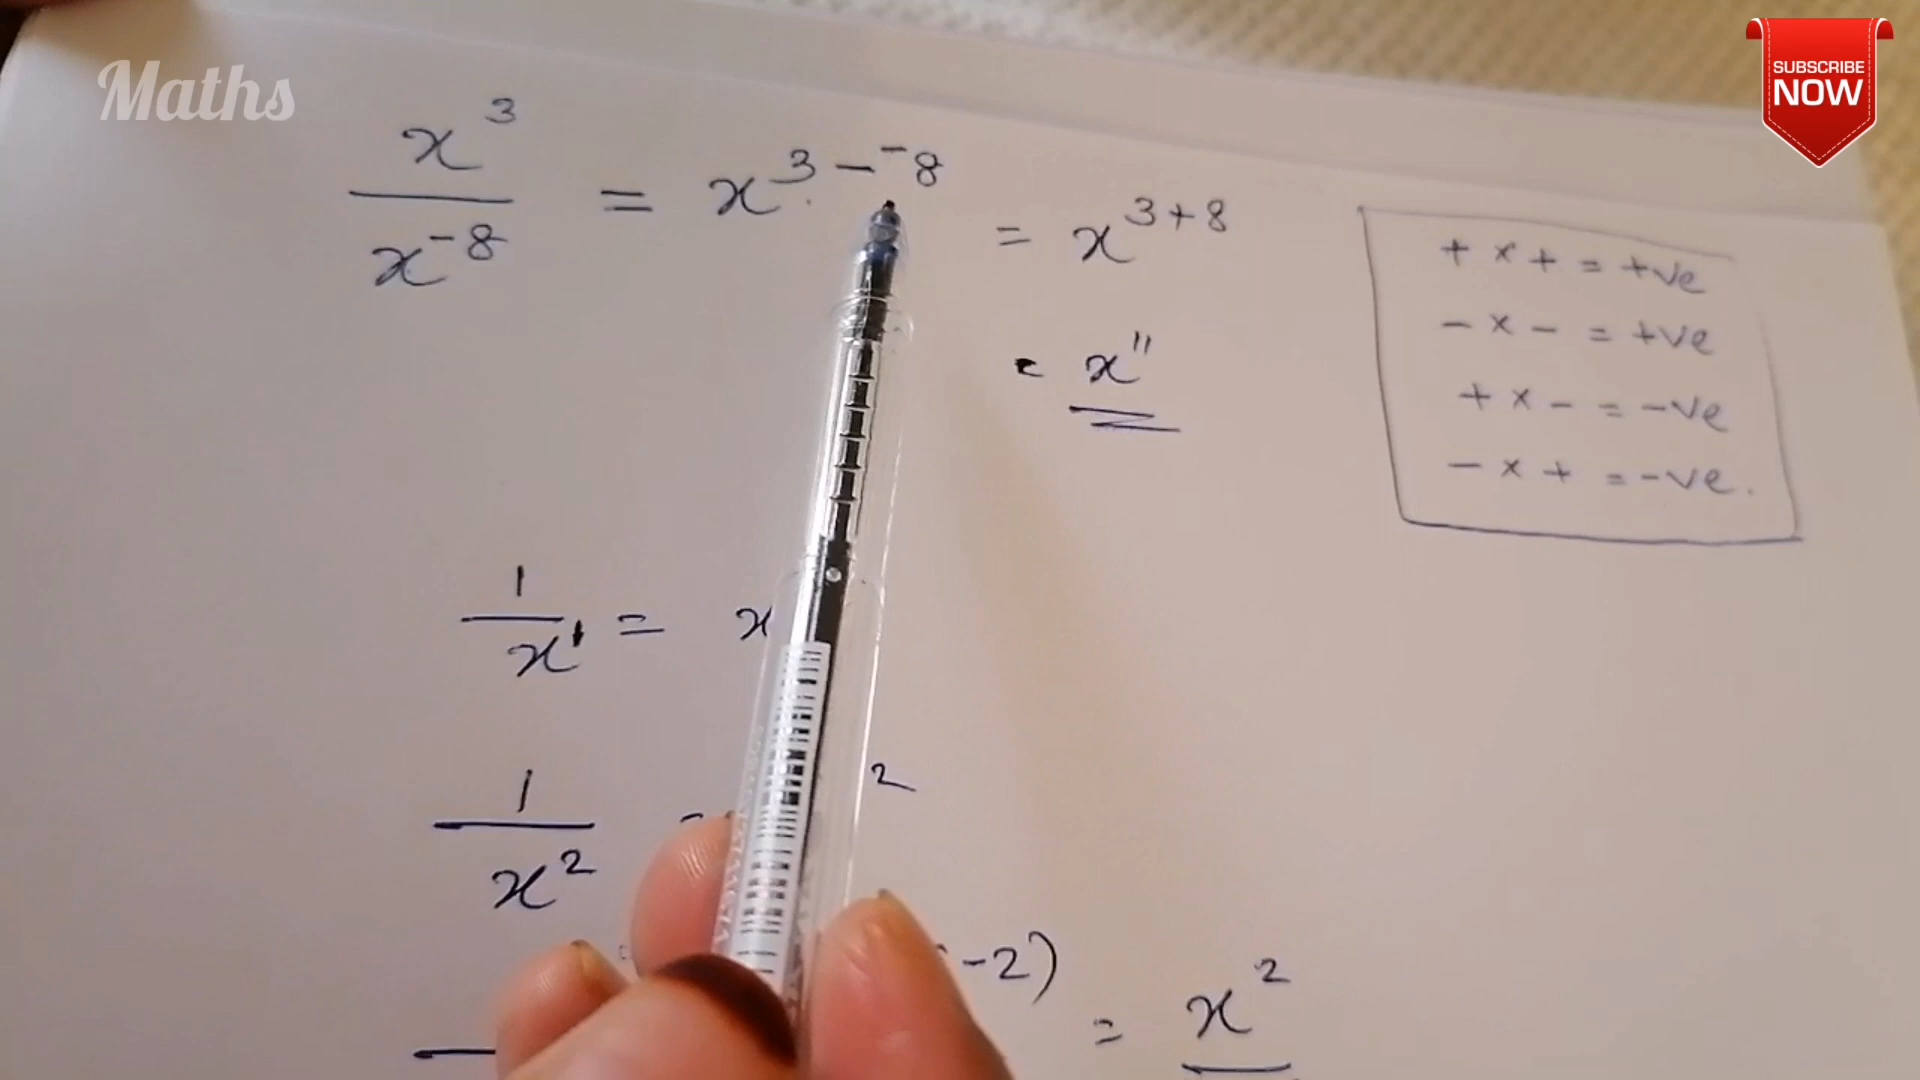 Maths
SUBSCRIBE
NOW
x³ / x⁻⁸ = x³ ⁻ ⁻⁸ = x³⁺⁸
= x¹¹
+ × + = +ve
- × - = +ve
+ × - = -ve
- × + = -ve.
1 / x¹ = x
1 / x² = ²
-2) = x²